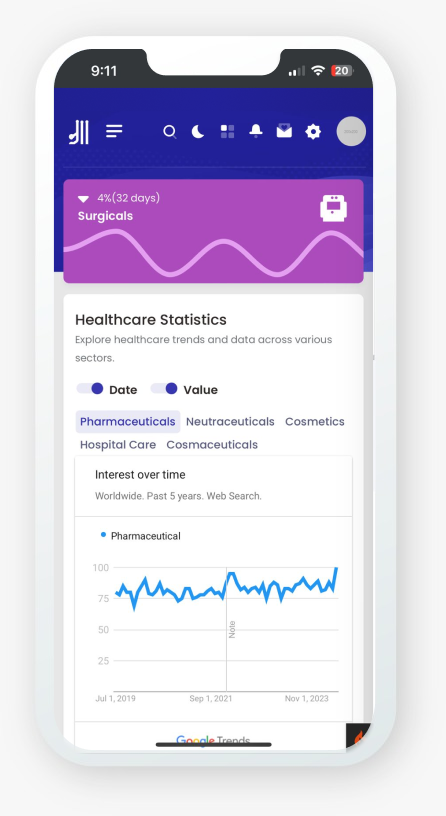 9:11
20
4%(32 days)
Surgicals
Healthcare Statistics
Explore healthcare trends and data across various
sectors.
Date Value
Pharmaceuticals Neutraceuticals Cosmetics
Hospital Care Cosmaceuticals
Interest over time
Worldwide. Past 5 years. Web Search.
Pharmaceutical
100
75
50
25
Note
Jul 1, 2019 Sep 1, 2021 Nov 1, 2023
Google Trends